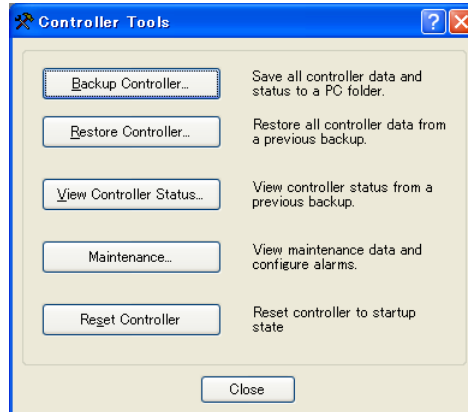 Controller Tools
Backup Controller...
Save all controller data and
status to a PC folder.
Restore Controller...
Restore all controller data from
a previous backup.
View Controller Status...
View controller status from a
previous backup.
Maintenance...
View maintenance data and
configure alarms.
Reset Controller
Reset controller to startup
state
Close